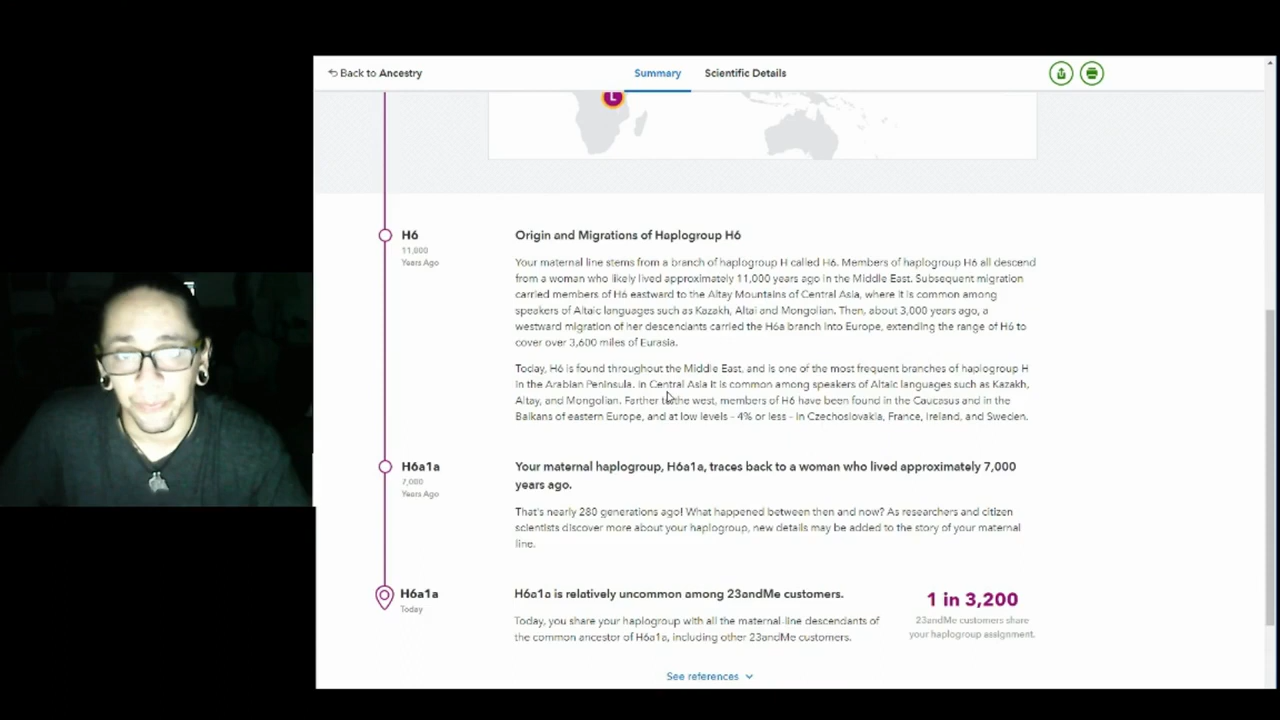 Back to Ancestry
Summary
Scientific Details
L
H6
11,000
Years Ago
Origin and Migrations of Haplogroup H6
Your maternal line stems from a branch of haplogroup H called H6. Members of haplogroup H6 all descend
from a woman who likely lived approximately 11,000 years ago in the Middle East. Subsequent migration
carried members of H6 eastward to the Altay Mountains of Central Asia, where it is common among
speakers of Altaic languages such as Kazakh, Altai and Mongolian. Then, about 3,000 years ago, a
westward migration of her descendants carried the H6a branch into Europe, extending the range of H6 to
cover over 3,600 miles of Eurasia.
Today, H6 is found throughout the Middle East, and is one of the most frequent branches of haplogroup H
in the Arabian Peninsula. In Central Asia it is common among speakers of Altaic languages such as Kazakh,
Altay, and Mongolian. Farther to the west, members of H6 have been found in the Caucasus and in the
Balkans of eastern Europe, and at low levels - 4% or less - in Czechoslovakia, France, Ireland, and Sweden.
H6a1a
7,000
Years Ago
Your maternal haplogroup, H6a1a, traces back to a woman who lived approximately 7,000
years ago.
That's nearly 280 generations ago! What happened between then and now? As researchers and citizen
scientists discover more about your haplogroup, new details may be added to the story of your maternal
line.
H6a1a
Today
H6a1a is relatively uncommon among 23andMe customers.
Today, you share your haplogroup with all the maternal-line descendants of
the common ancestor of H6a1a, including other 23andMe customers.
1 in 3,200
23andMe customers share
your haplogroup assignment.
See references